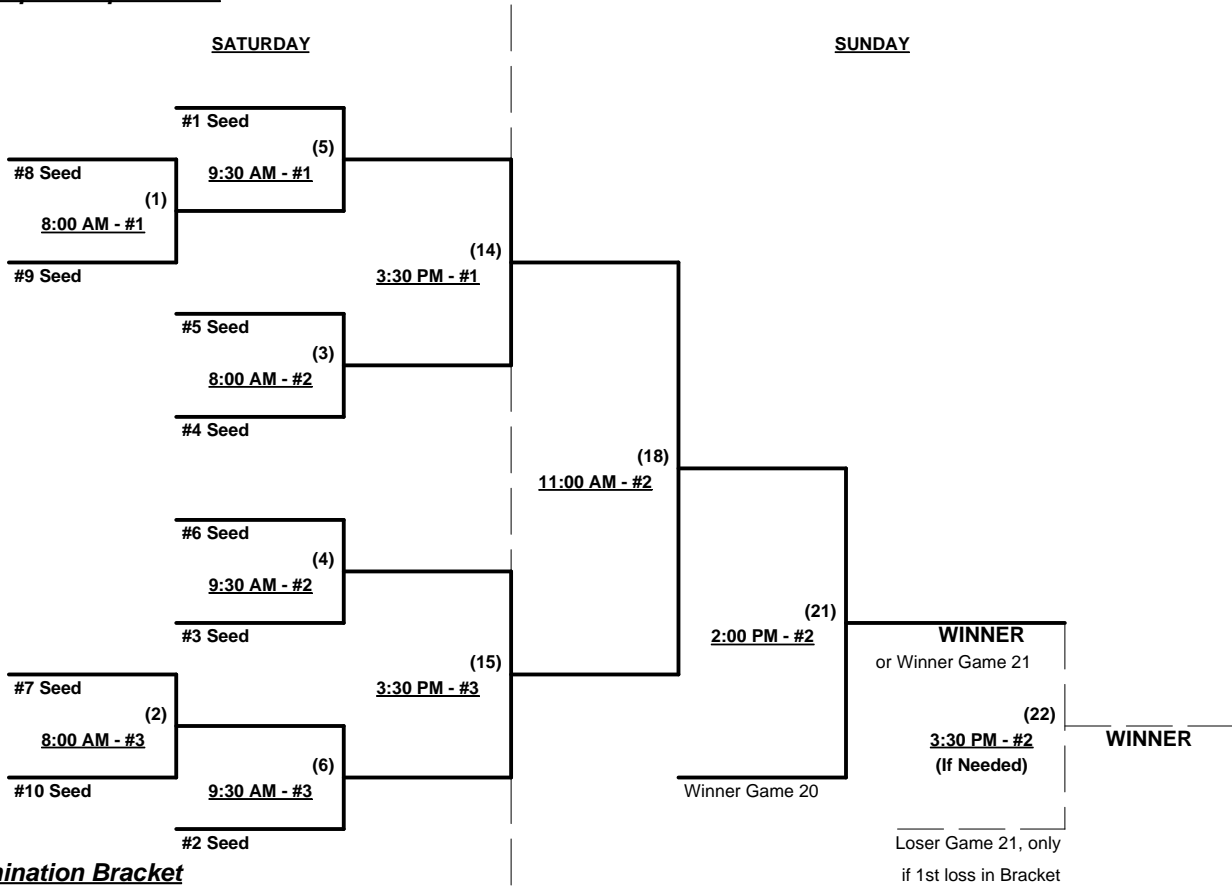 SATURDAY
SUNDAY
#1 Seed
(5)
9:30 AM - #1
#8 Seed
(1)
8:00 AM - #1
#9 Seed
(14)
3:30 PM - #1
#5 Seed
(3)
8:00 AM - #2
#4 Seed
(18)
11:00 AM - #2
#6 Seed
(4)
9:30 AM - #2
#3 Seed
(21)
2:00 PM - #2
WINNER
or Winner Game 21
(15)
3:30 PM - #3
#7 Seed
(2)
8:00 AM - #3
#10 Seed
(22)
3:30 PM - #2
(If Needed)
WINNER
(6)
9:30 AM - #3
#2 Seed
Winner Game 20
Loser Game 21, only
if 1st loss in Bracket
Bracket